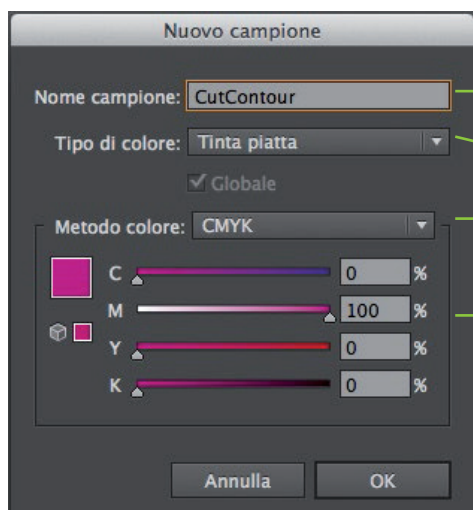 Nuovo campione
Nome campione: CutContour
Tipo di colore: Tinta piatta
Globale
Metodo colore: CMYK
C 0 %
M 100 %
Y 0 %
K 0 %
Annulla OK